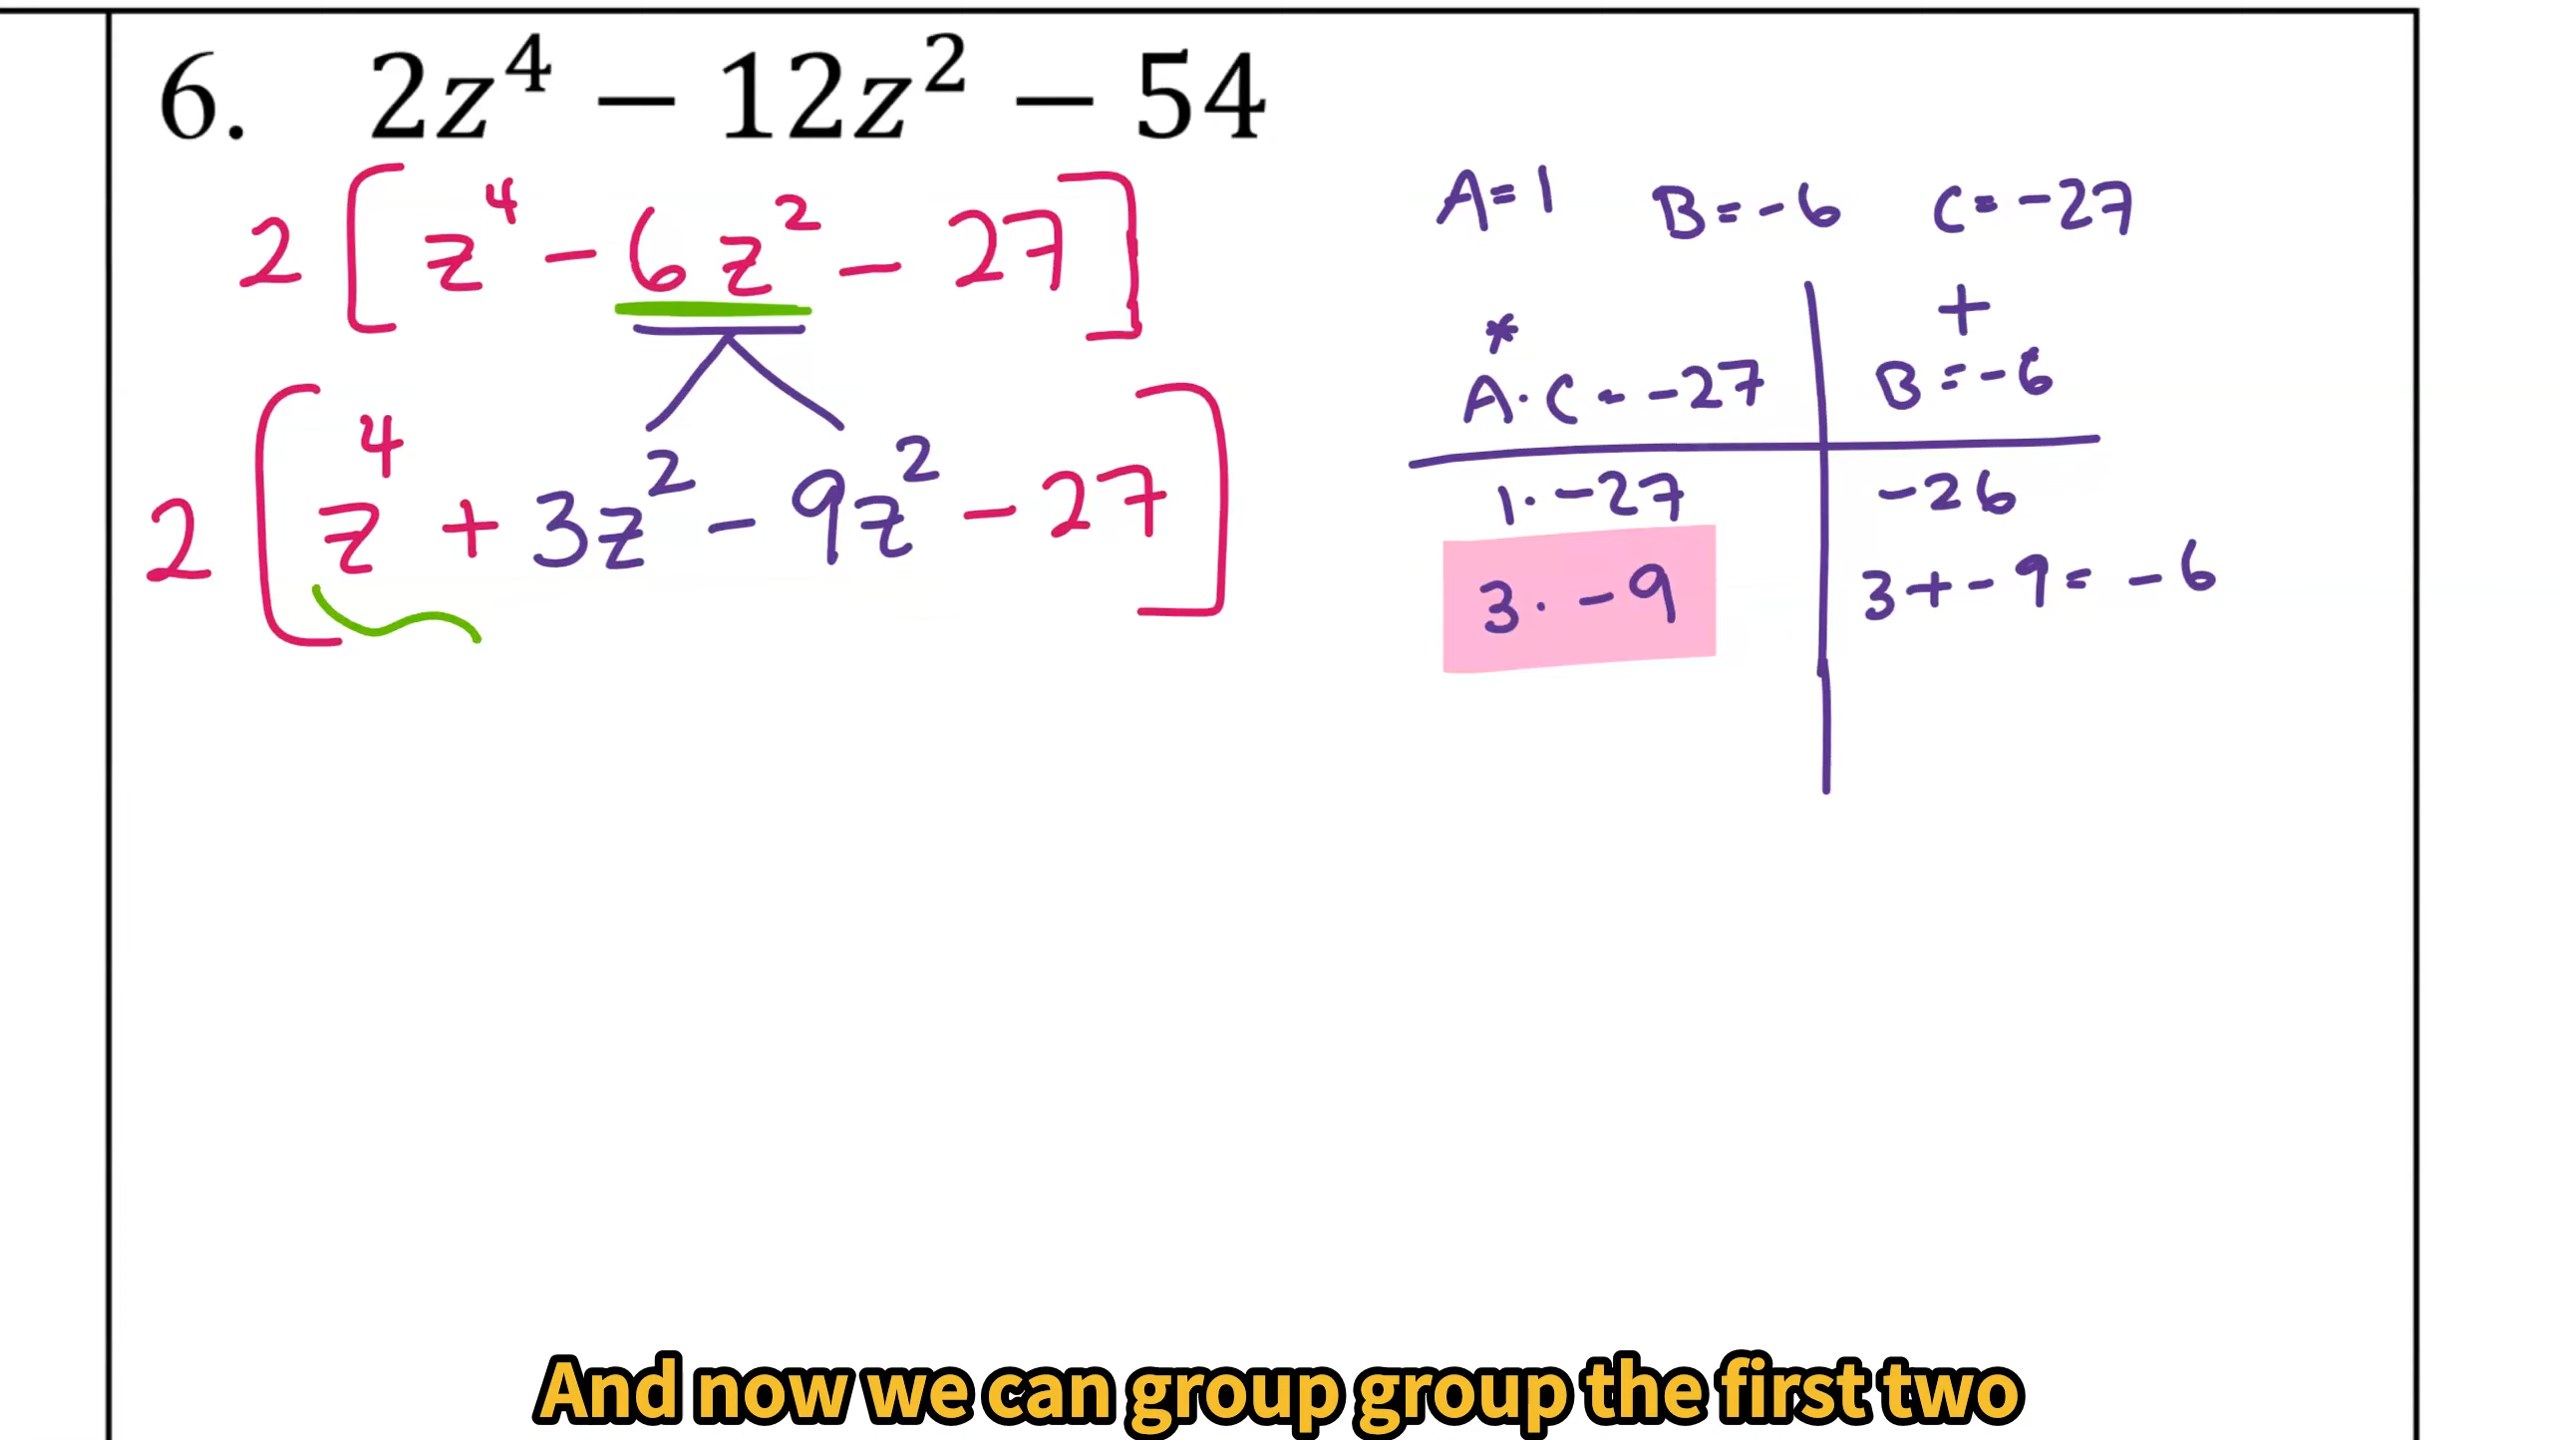 6. 2z⁴ − 12z² − 54
2 [z⁴ − 6z² − 27]
2 [z⁴ + 3z² − 9z² − 27]
A=1 B=-6 C=-27
* +
A·C = -27 B=-6
1·-27 -26
3·-9 3+-9=-6
And now we can group group the first two